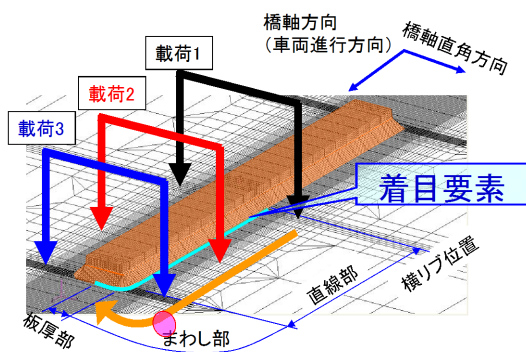 橋軸方向
(車両進行方向)
橋軸直角方向
載荷1
載荷2
載荷3
着目要素
横リブ位置
直線部
まわし部
板厚部